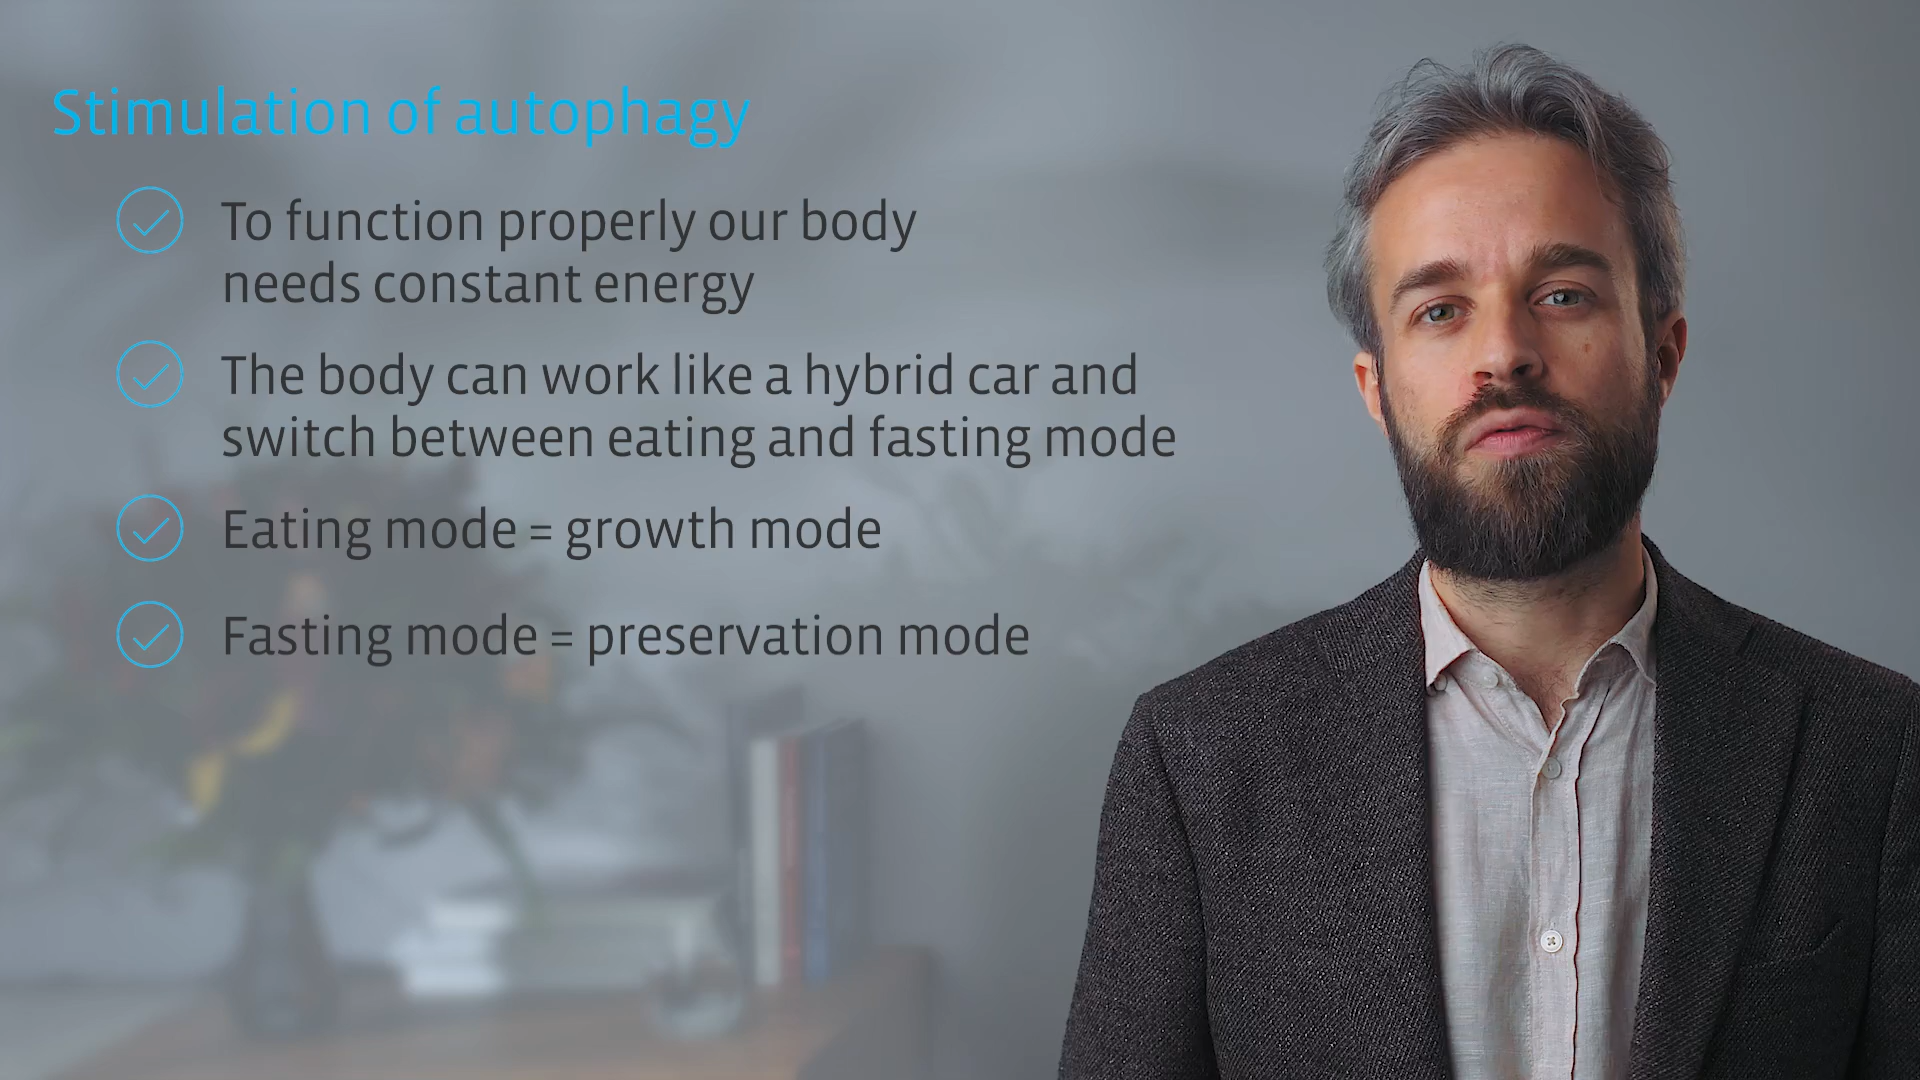 Stimulation of autophagy
To function properly our body
needs constant energy
The body can work like a hybrid car and
switch between eating and fasting mode
Eating mode = growth mode
Fasting mode = preservation mode